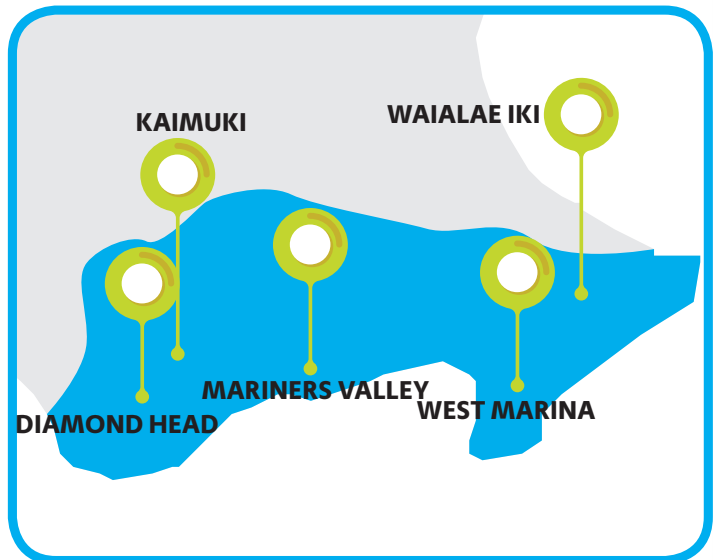 WAIALAE IKI
KAIMUKI
MARINERS VALLEY
WEST MARINA
DIAMOND HEAD